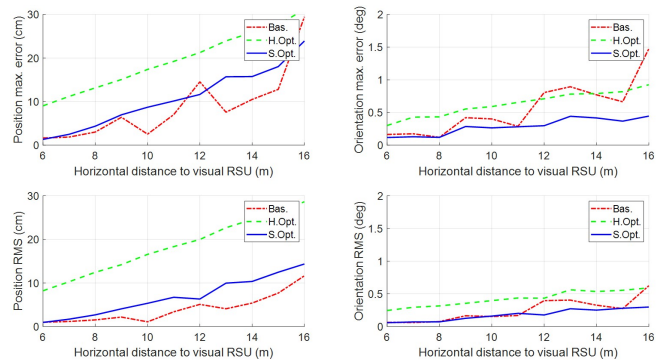 Position max. error (cm)
30
20
10
0
6
8
10
12
14
16
Horizontal distance to visual RSU (m)
Bas.
H.Opt.
S.Opt.
Orientation max. error (deg)
2
1.5
1
0.5
0
6
8
10
12
14
16
Horizontal distance to visual RSU (m)
Bas.
H.Opt.
S.Opt.
Position RMS (cm)
30
20
10
0
6
8
10
12
14
16
Horizontal distance to visual RSU (m)
Bas.
H.Opt.
S.Opt.
Orientation RMS (deg)
2
1.5
1
0.5
0
6
8
10
12
14
16
Horizontal distance to visual RSU (m)
Bas.
H.Opt.
S.Opt.